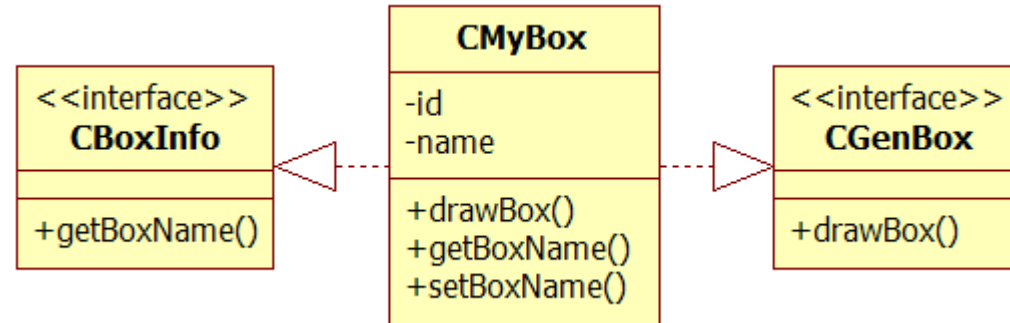 <<interface>>
CBoxInfo
+getBoxName()
CMyBox
-id
-name
+drawBox()
+getBoxName()
+setBoxName()
<<interface>>
CGenBox
+drawBox()